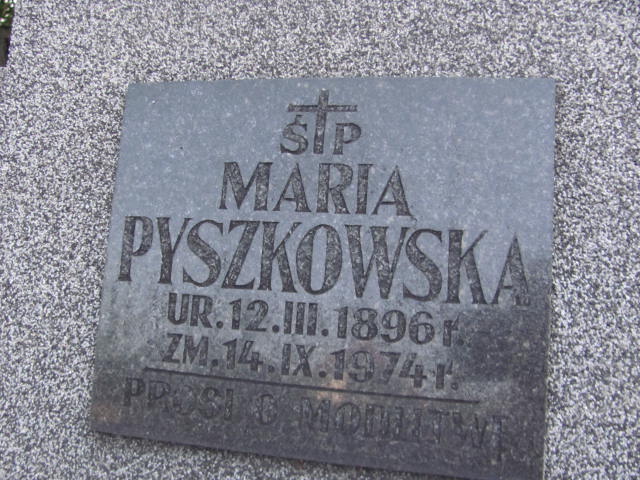 ŚP
MARIA
PYSZKOWSKA
UR.12.III.1896 r.
ZM.14.IX.1974 r.
PROSI O MODLITWĘ